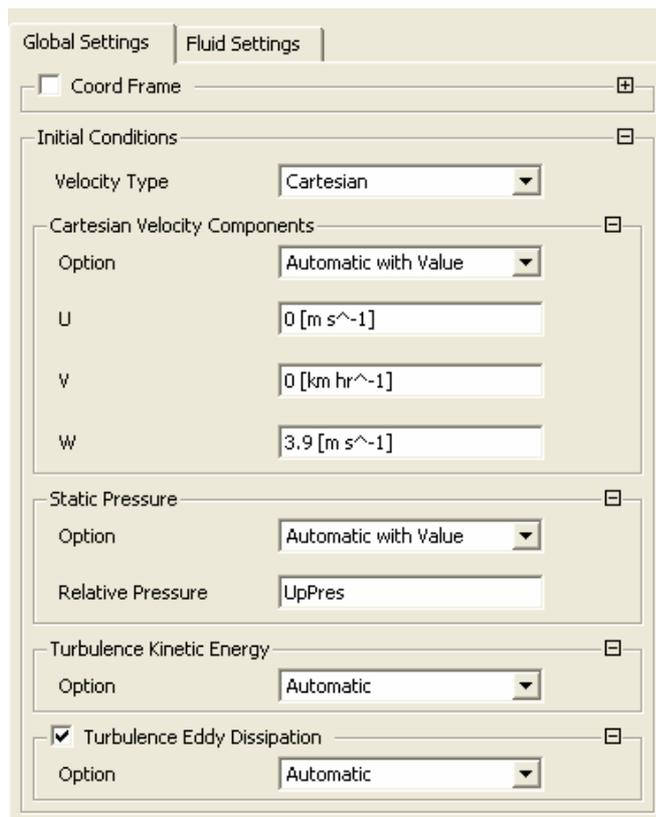 Global Settings Fluid Settings
Coord Frame
Initial Conditions
Velocity Type Cartesian
Cartesian Velocity Components
Option Automatic with Value
U 0 [m s^-1]
V 0 [km hr^-1]
W 3.9 [m s^-1]
Static Pressure
Option Automatic with Value
Relative Pressure UpPres
Turbulence Kinetic Energy
Option Automatic
Turbulence Eddy Dissipation
Option Automatic